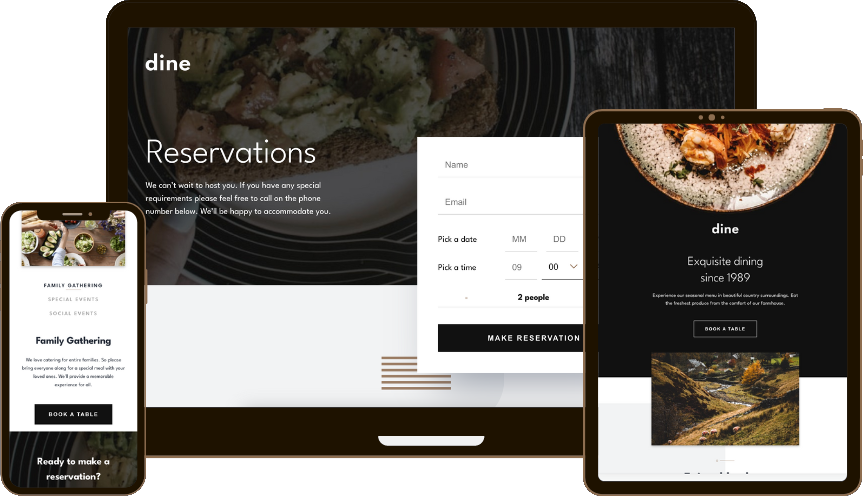 dine
Reservations
We can't wait to host you. If you have any special
requirements please feel free to call on the phone
number below. We'll be happy to accommodate you.
Name
Email
Pick a date
MM
DD
Pick a time
09
00
-
2 people
MAKE RESERVATION
FAMILY GATHERING
SPECIAL EVENTS
SOCIAL EVENTS
Family Gathering
We love catering for entire families. So please
bring everyone along for a special meal with your
loved ones. We'll provide a memorable
experience for all.
BOOK A TABLE
Ready to make a
reservation?
dine
Exquisite dining
since 1989
Experience our seasonal menu in beautiful country surroundings. Eat
the freshest produce from the comfort of our farmhouse.
BOOK A TABLE